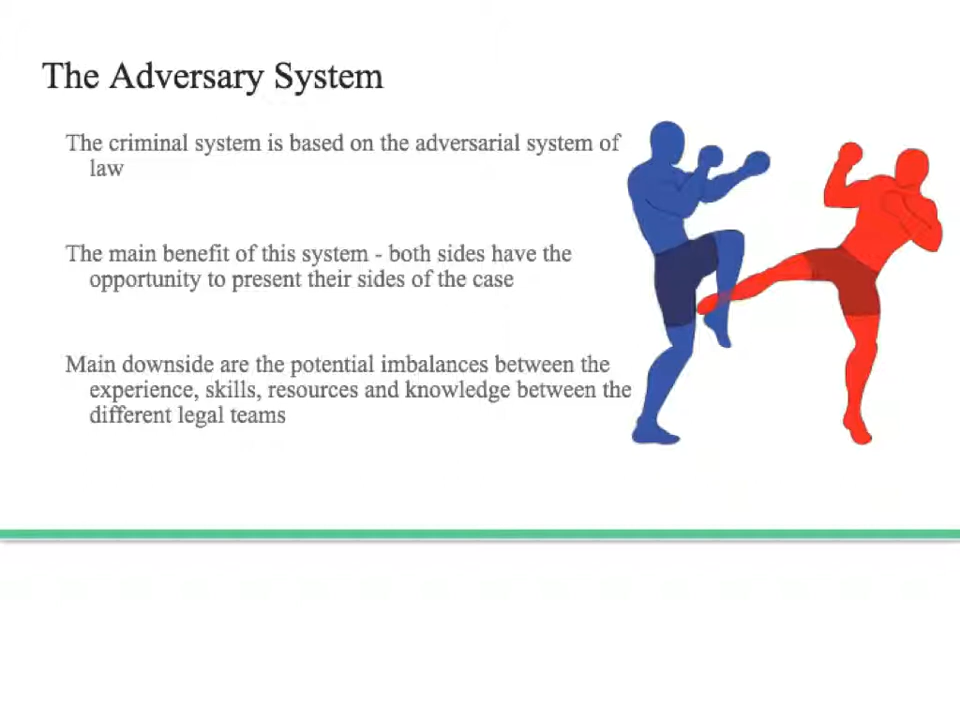 The Adversary System
The criminal system is based on the adversarial system of
law
The main benefit of this system - both sides have the
opportunity to present their sides of the case
Main downside are the potential imbalances between the
experience, skills, resources and knowledge between the
different legal teams